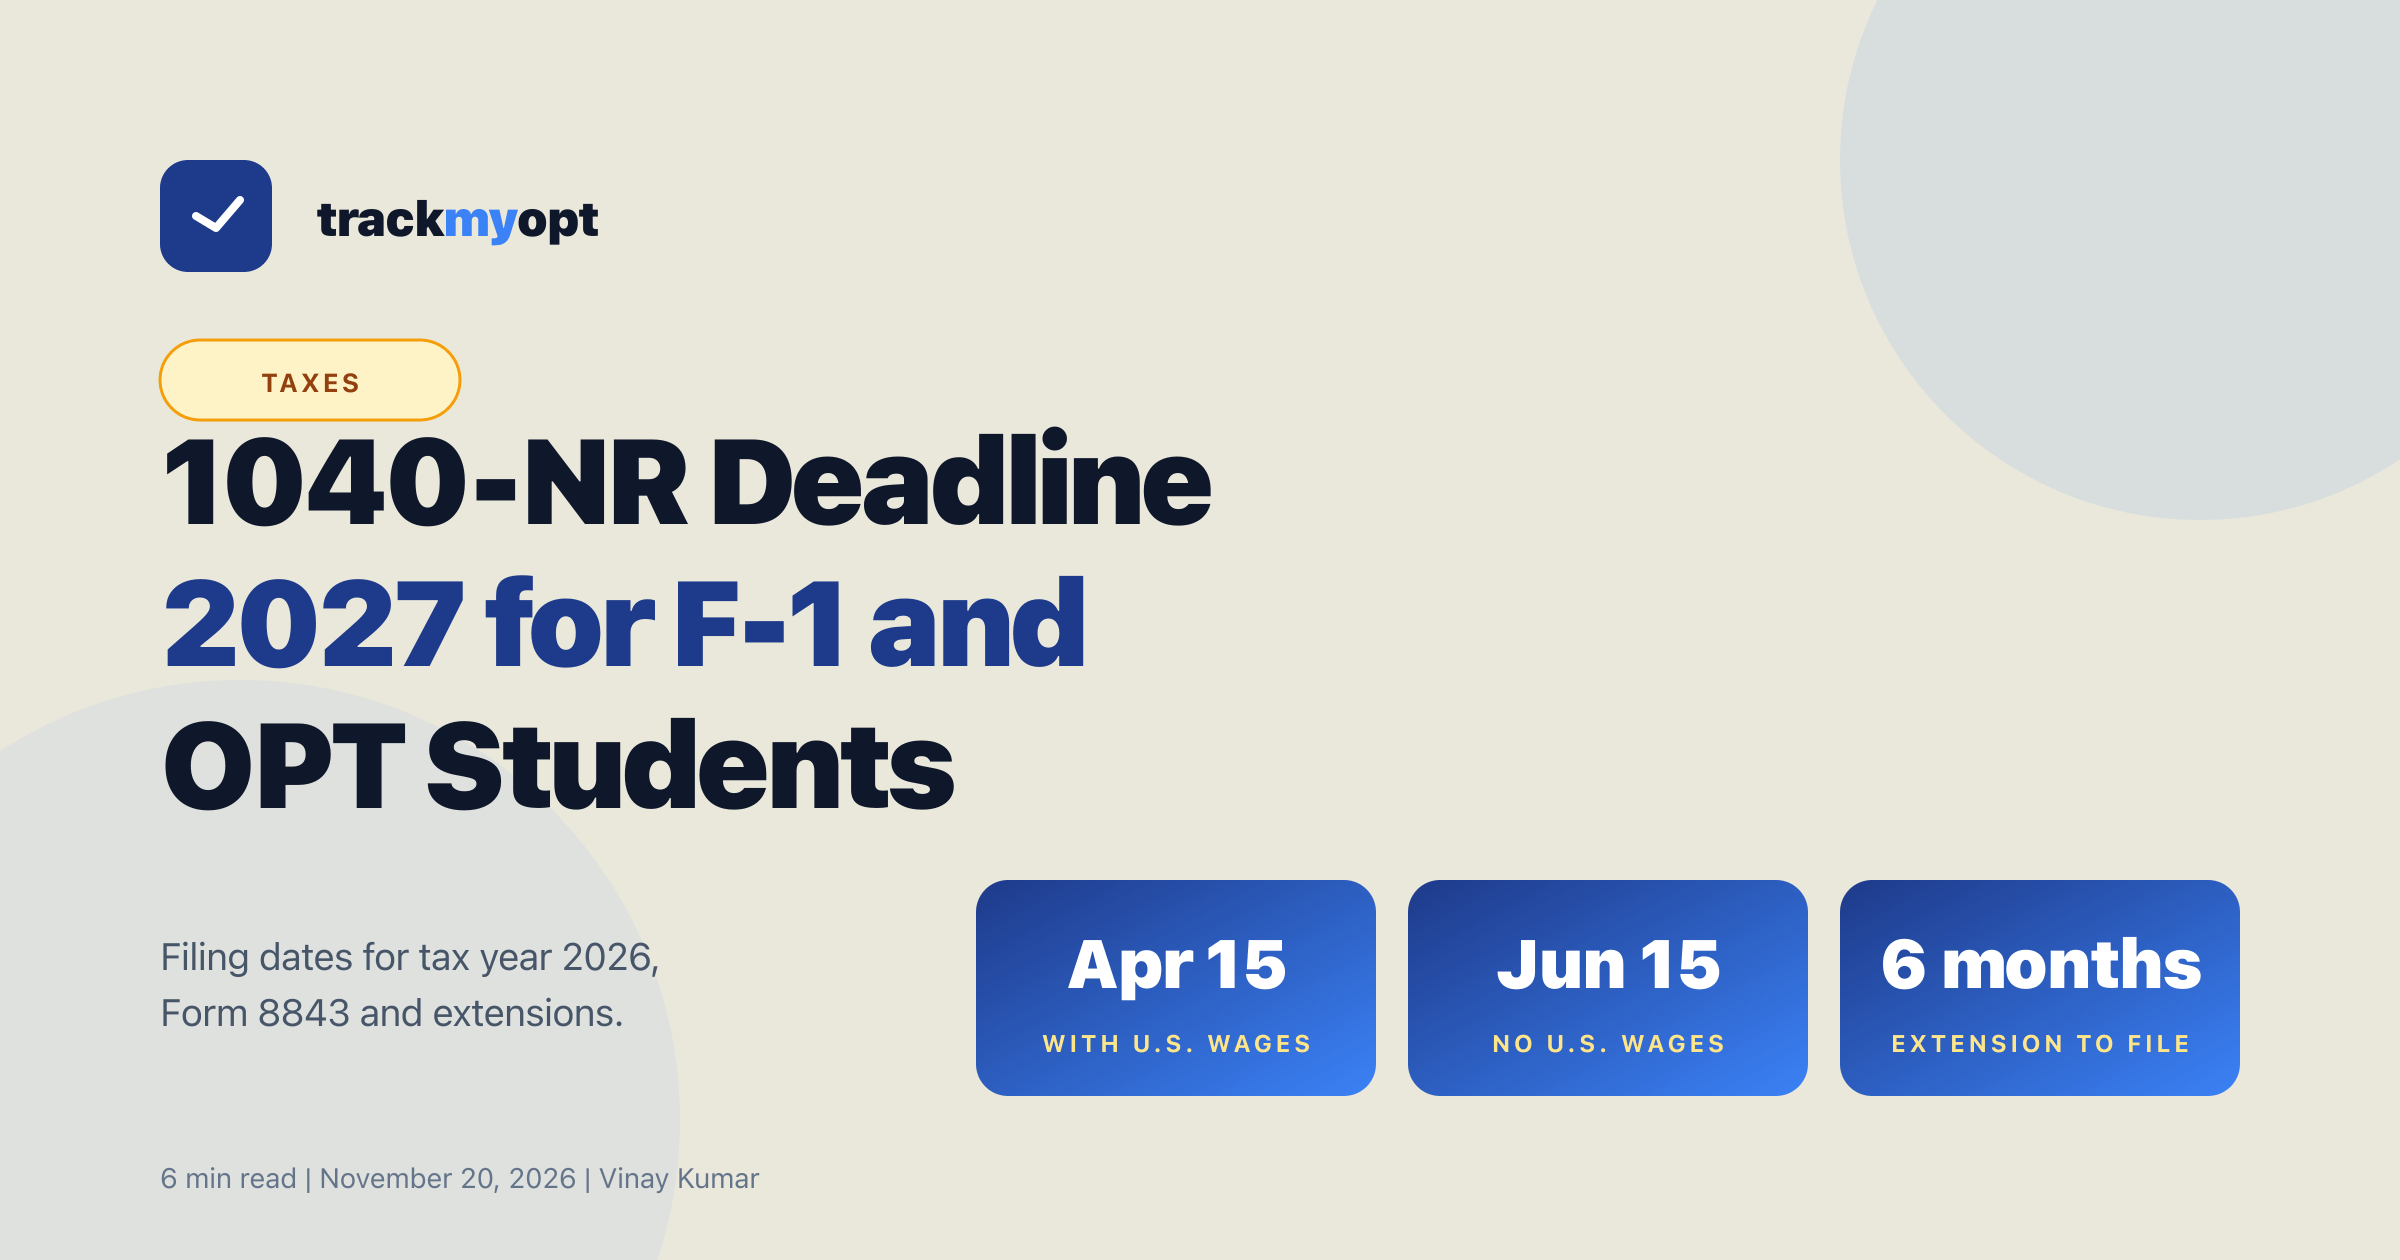 trackmyopt
TAXES
1040-NR Deadline
2027 for F-1 and
OPT Students
Filing dates for tax year 2026,
Form 8843 and extensions.
Apr 15
WITH U.S. WAGES
Jun 15
NO U.S. WAGES
6 months
EXTENSION TO FILE
6 min read | November 20, 2026 | Vinay Kumar